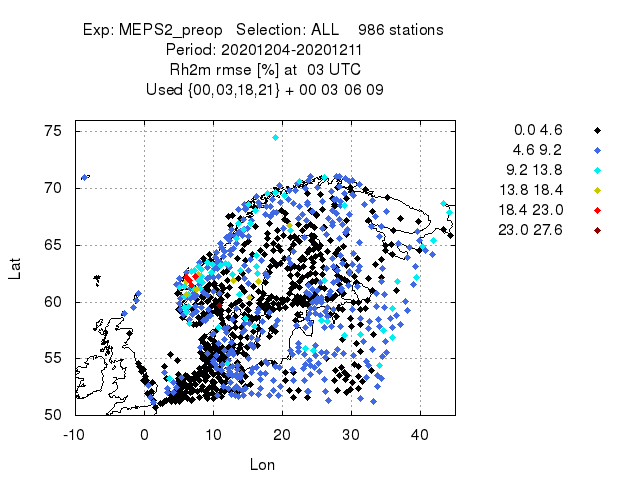 Exp: MEPS2_preop   Selection: ALL    986 stations
Period: 20201204-20201211
Rh2m rmse [%] at  03 UTC
Used {00,03,18,21} + 00 03 06 09
0.0 4.6
4.6 9.2
9.2 13.8
13.8 18.4
18.4 23.0
23.0 27.6
75
70
65
60
55
50
Lat
-10 0 10 20 30 40
Lon